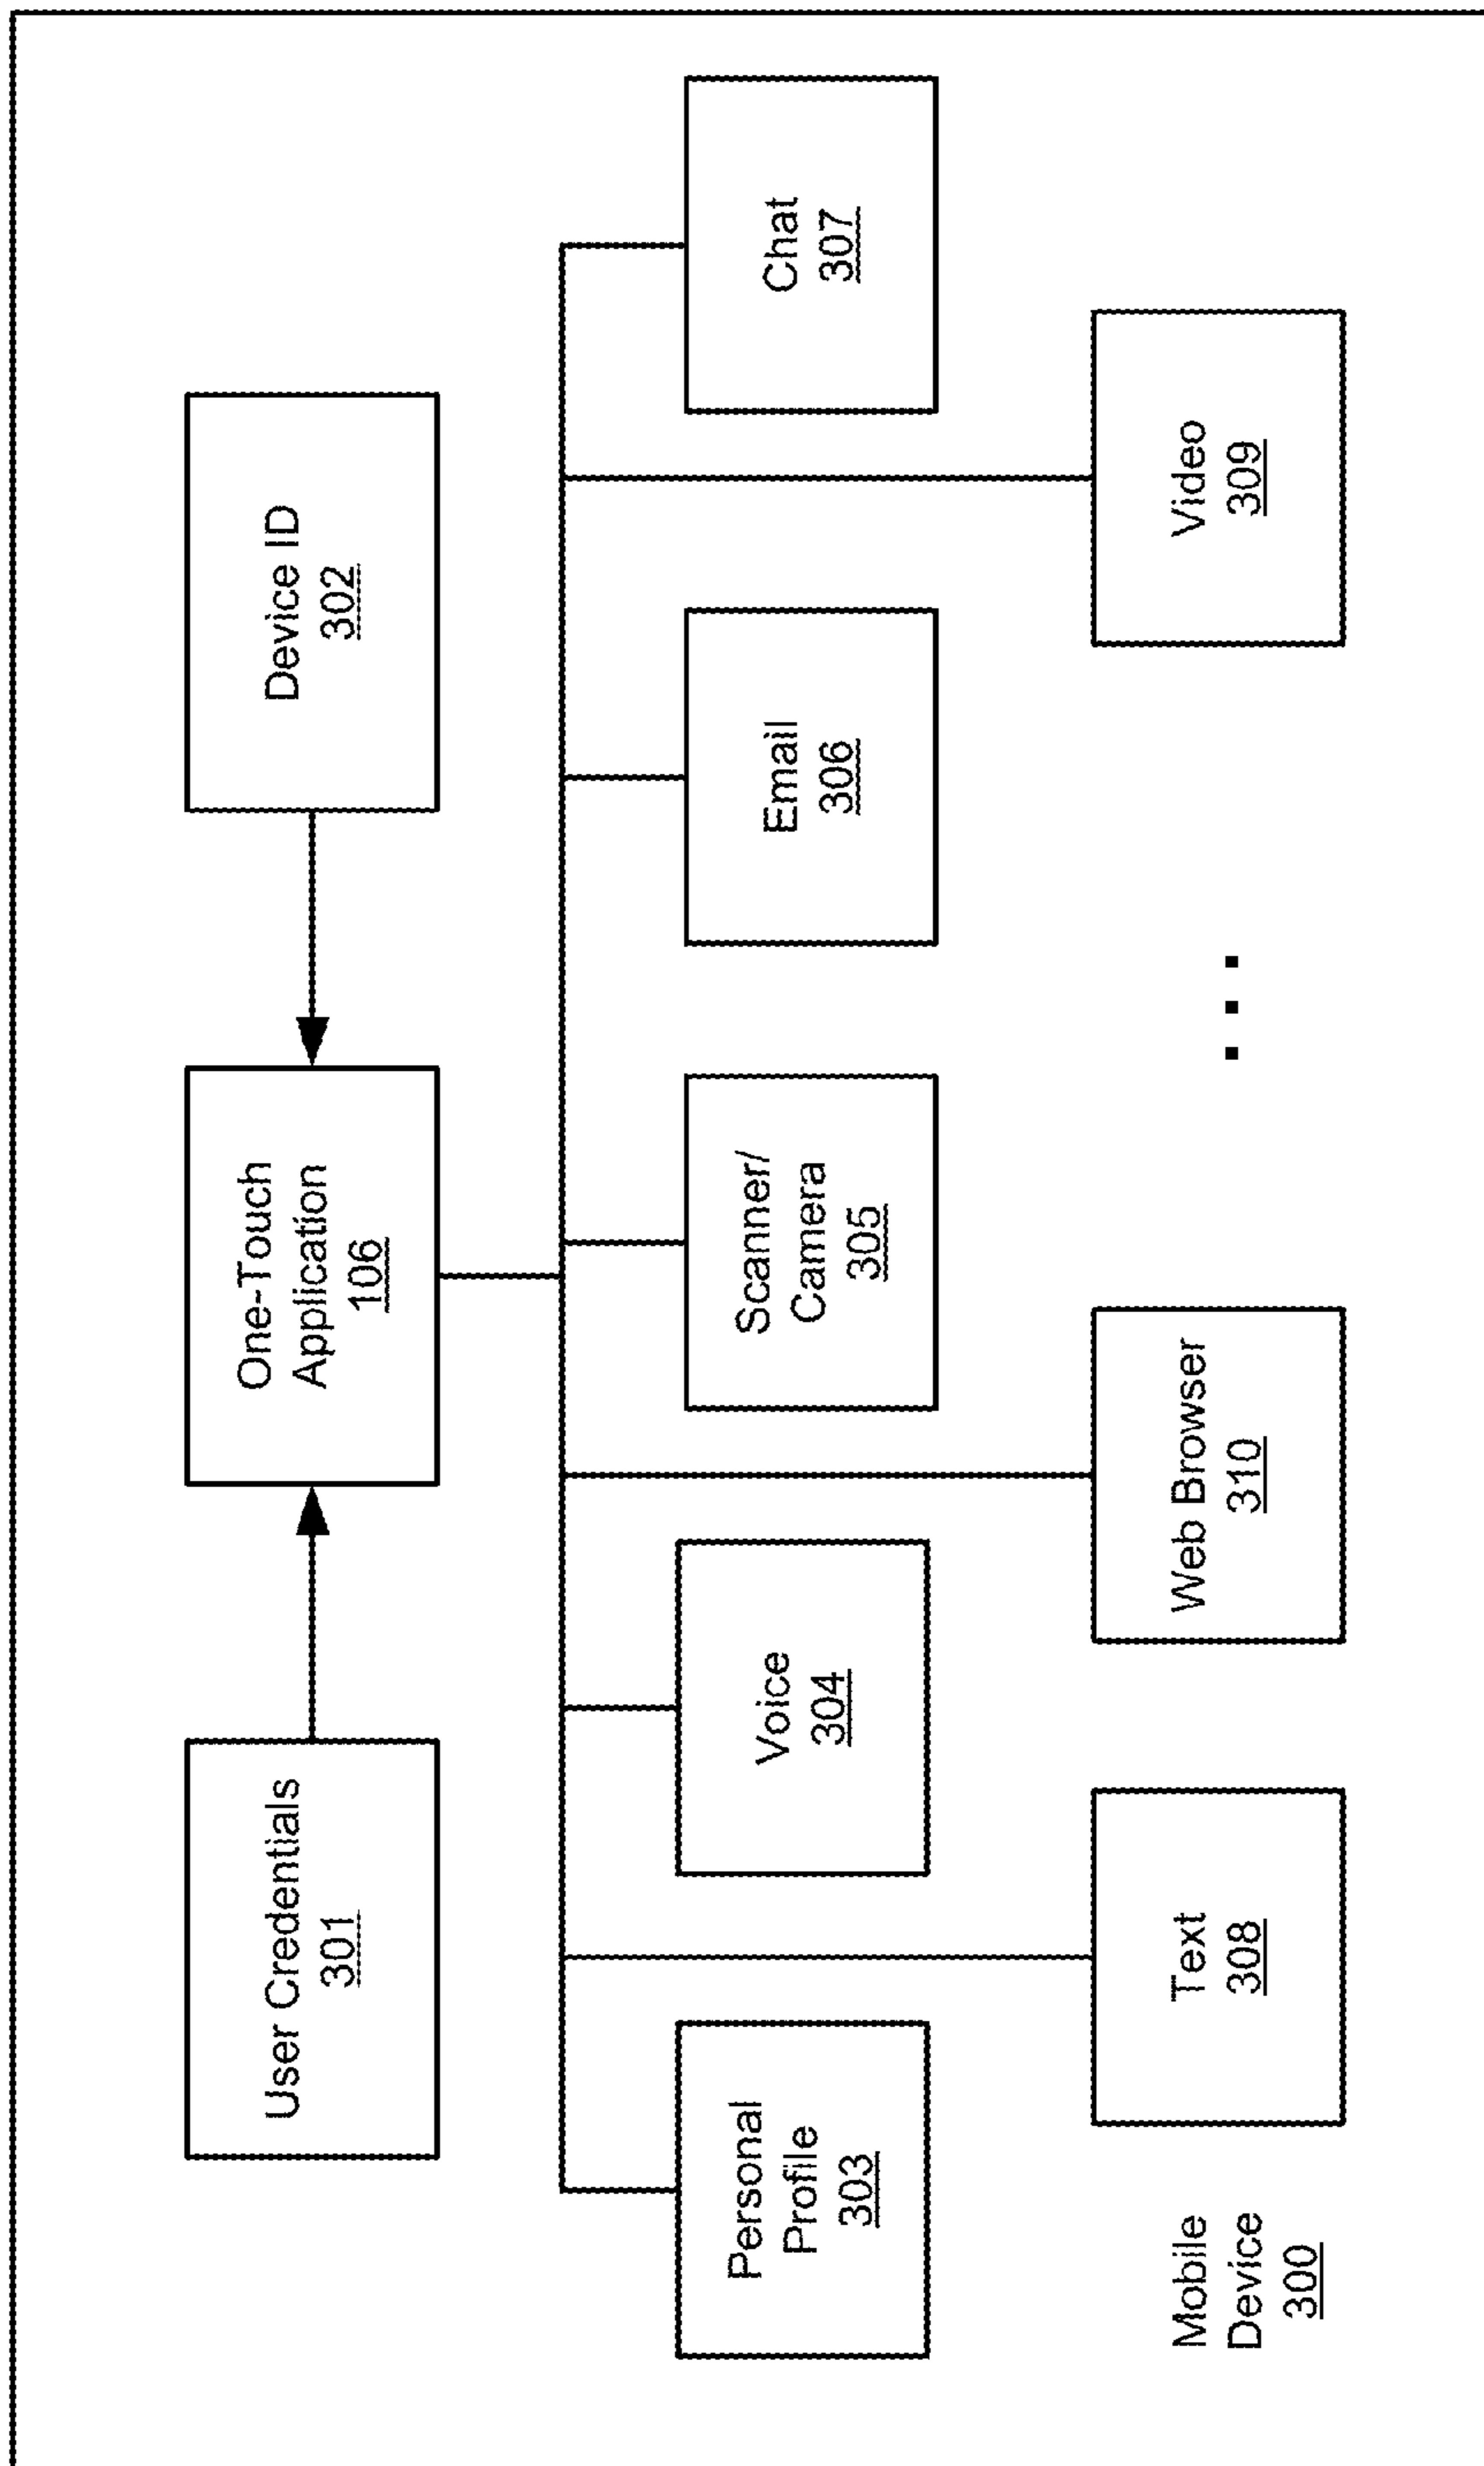 User Credentials
301
One-Touch
Application
106
Device ID
302
Personal
Profile
303
Voice
304
Scanner/
Camera
305
Email
306
Chat
307
Mobile
Device
300
Text
308
Web Browser
310
. . .
Video
309